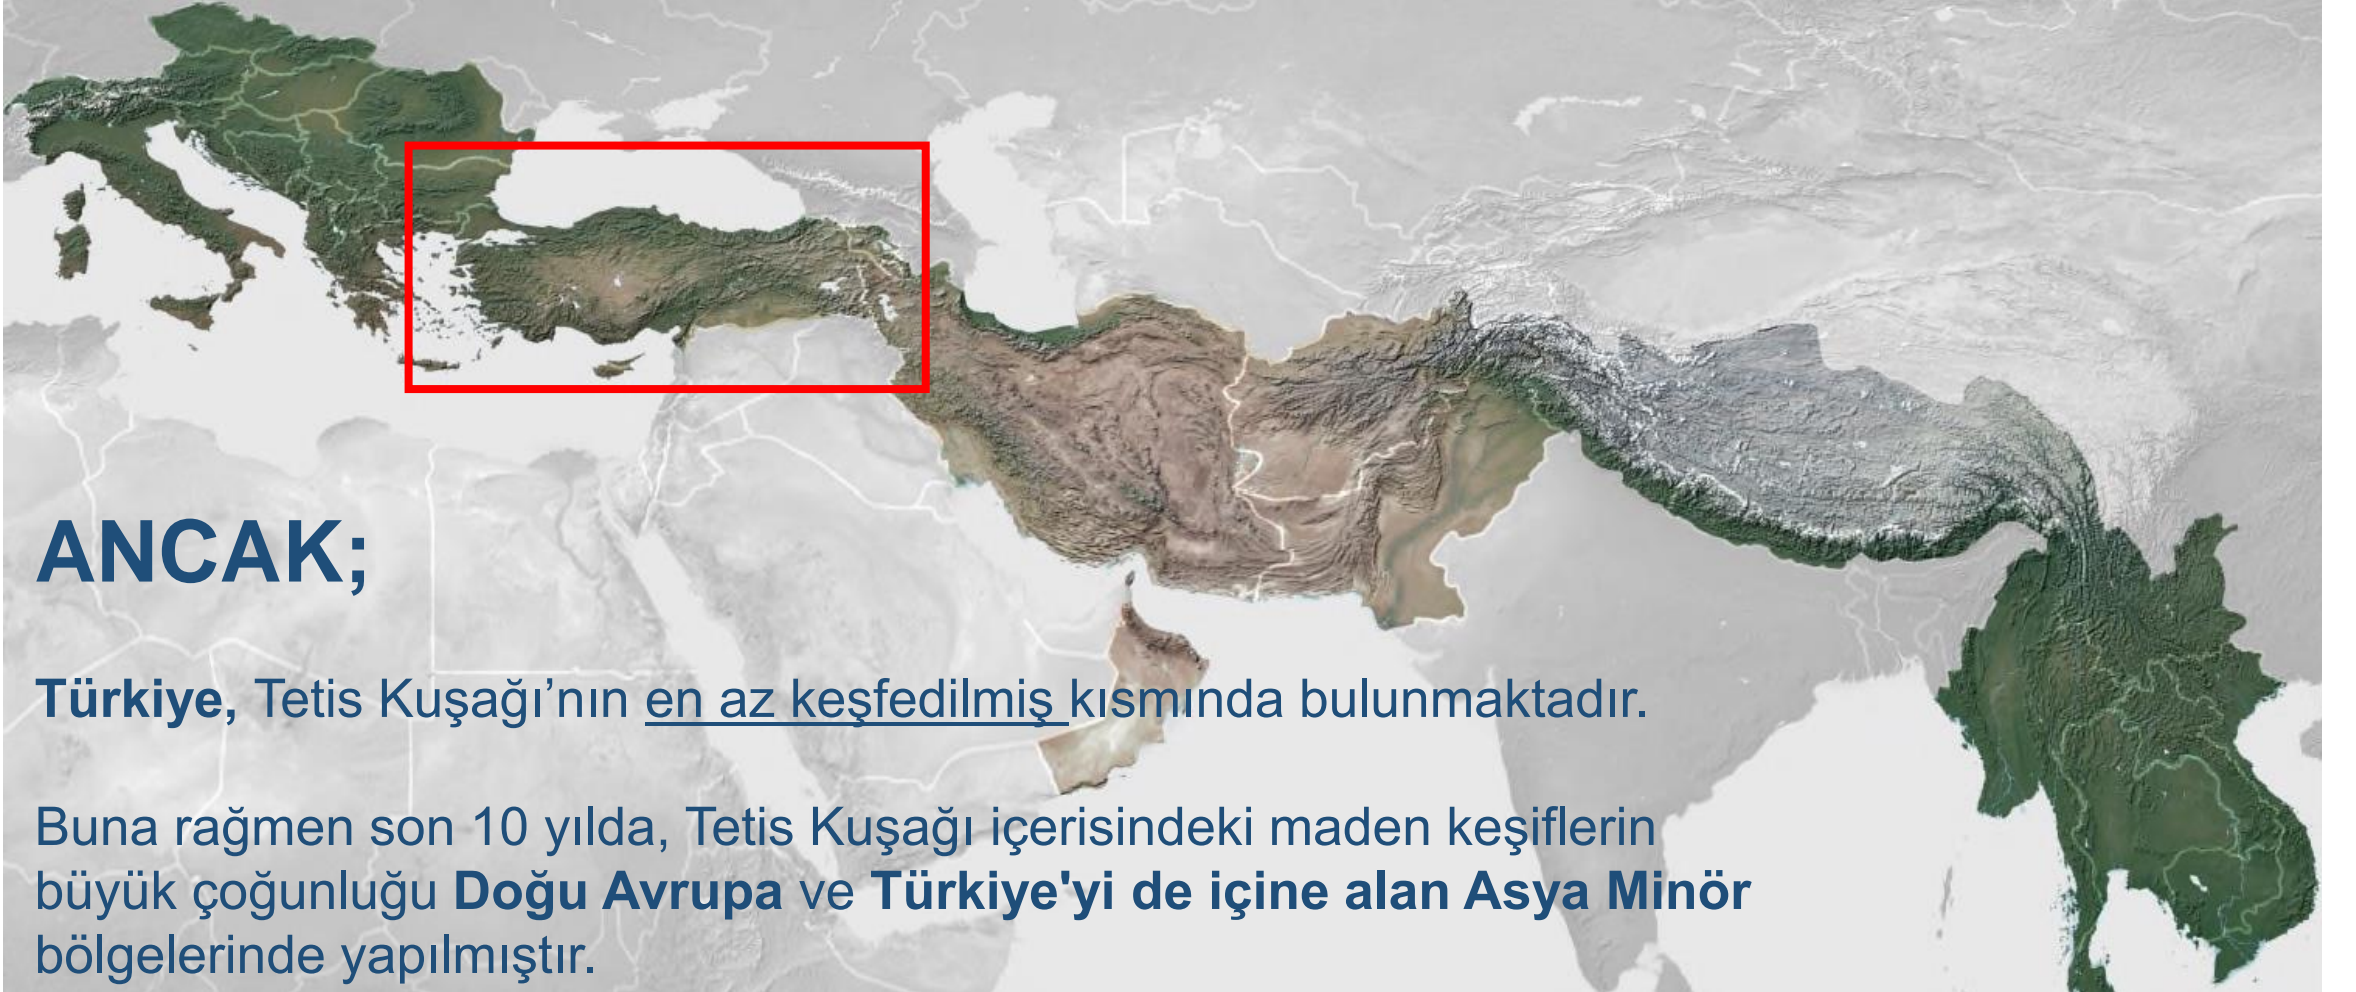 ANCAK;
Türkiye, Tetis Kuşağı’nın en az keşfedilmiş kısmında bulunmaktadır.
Buna rağmen son 10 yılda, Tetis Kuşağı içerisindeki maden keşiflerin
büyük çoğunluğu Doğu Avrupa ve Türkiye'yi de içine alan Asya Minör
bölgelerinde yapılmıştır.